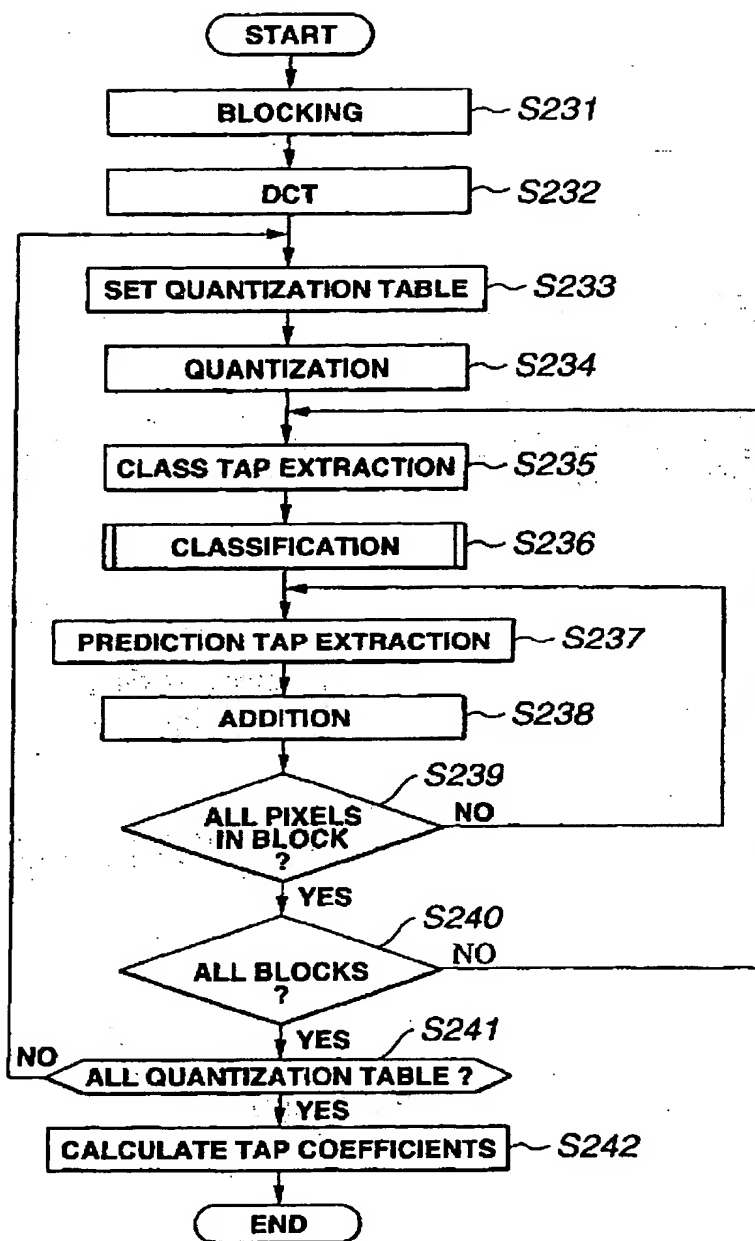 START
BLOCKING
S231
DCT
S232
SET QUANTIZATION TABLE
S233
QUANTIZATION
S234
CLASS TAP EXTRACTION
S235
CLASSIFICATION
S236
PREDICTION TAP EXTRACTION
S237
ADDITION
S238
S239
ALL PIXELS
IN BLOCK
?
NO
YES
S240
ALL BLOCKS
?
NO
YES
S241
NO
ALL QUANTIZATION TABLE ?
YES
CALCULATE TAP COEFFICIENTS
S242
END